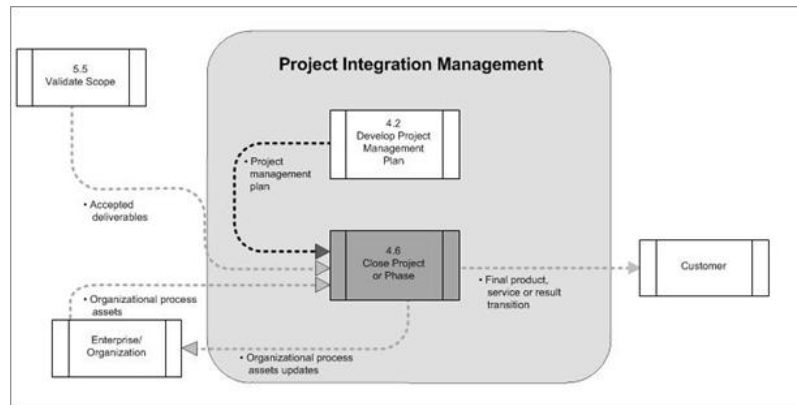 Project Integration Management
5.5
Validate Scope
4.2
Develop Project
Management
Plan
• Project
management
plan
• Accepted
deliverables
4.6
Close Project
or Phase
Customer
• Final product,
service or result
transition
• Organizational process
assets
Enterprise/
Organization
• Organizational process
assets updates